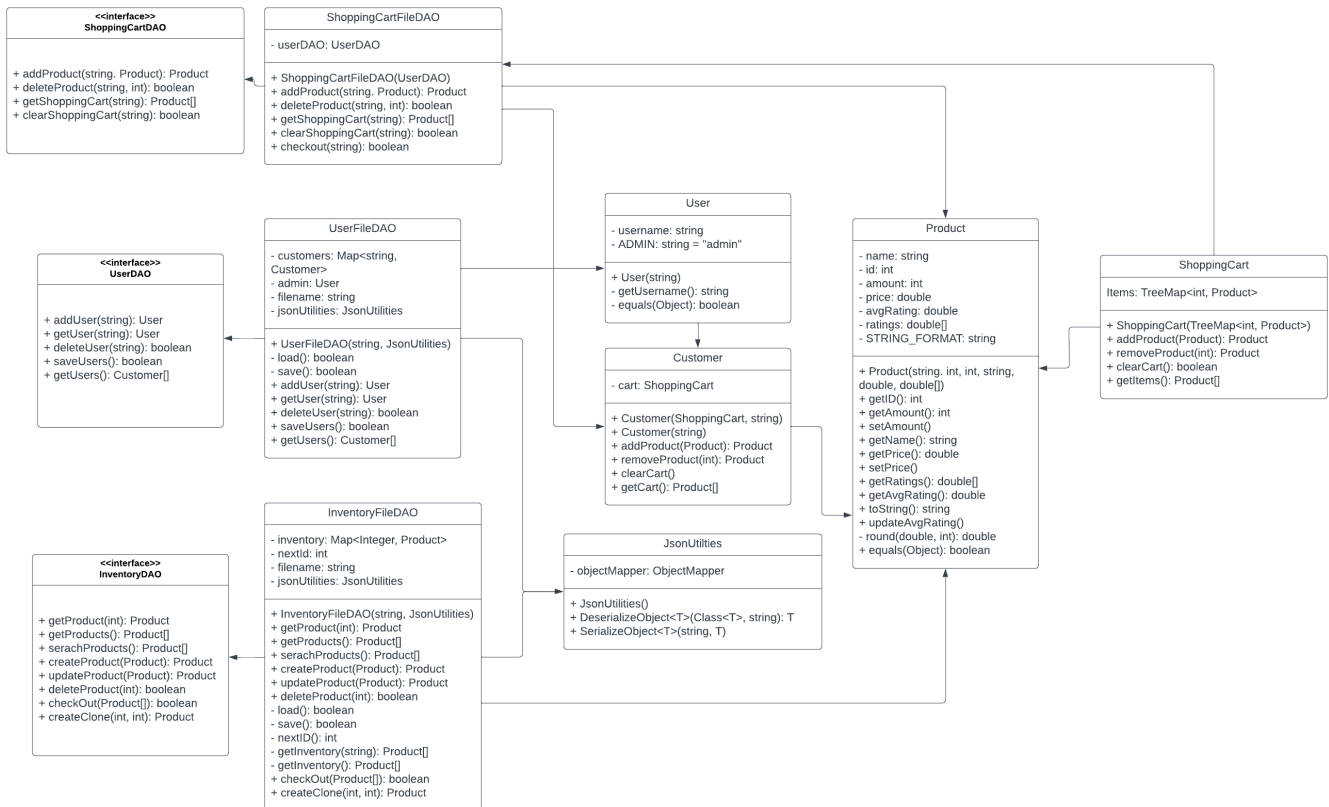 <<interface>>
ShoppingCartDAO
+ addProduct(string. Product): Product
+ deleteProduct(string, int): boolean
+ getShoppingCart(string): Product[]
+ clearShoppingCart(string): boolean
ShoppingCartFileDAO
- userDAO: UserDAO
+ ShoppingCartFileDAO(UserDAO)
+ addProduct(string. Product): Product
+ deleteProduct(string, int): boolean
+ getShoppingCart(string): Product[]
+ clearShoppingCart(string): boolean
+ checkout(string): boolean
<<interface>>
UserDAO
+ addUser(string): User
+ getUser(string): User
+ deleteUser(string): boolean
+ saveUsers(): boolean
+ getUsers(): Customer[]
UserFileDAO
- customers: Map<string,
Customer>
- admin: User
- filename: string
- jsonUtilities: JsonUtilities
+ UserFileDAO(string, JsonUtilities)
- load(): boolean
- save(): boolean
+ addUser(string): User
+ getUser(string): User
+ deleteUser(string): boolean
+ saveUsers(): boolean
+ getUsers(): Customer[]
User
- username: string
- ADMIN: string = "admin"
+ User(string)
- getUsername(): string
- equals(Object): boolean
Customer
- cart: ShoppingCart
+ Customer(ShoppingCart, string)
+ Customer(string)
+ addProduct(Product): Product
+ removeProduct(int): Product
+ clearCart()
+ getCart(): Product[]
Product
- name: string
- id: int
- amount: int
- price: double
- avgRating: double
- ratings: double[]
- STRING_FORMAT: string
+ Product(string. int, int, string,
double, double[])
+ getID(): int
+ getAmount(): int
+ setAmount()
+ getName(): string
+ getPrice(): double
+ setPrice()
+ getRatings(): double[]
+ getAvgRating(): double
+ toString(): string
+ updateAvgRating()
- round(double, int): double
+ equals(Object): boolean
ShoppingCart
Items: TreeMap<int, Product>
+ ShoppingCart(TreeMap<int, Product>)
+ addProduct(Product): Product
+ removeProduct(int): Product
+ clearCart(): boolean
+ getItems(): Product[]
<<interface>>
InventoryDAO
+ getProduct(int): Product
+ getProducts(): Product[]
+ serachProducts(): Product[]
+ createProduct(Product): Product
+ updateProduct(Product): Product
+ deleteProduct(int): boolean
+ checkOut(Product[]): boolean
+ createClone(int, int): Product
InventoryFileDAO
- inventory: Map<Integer, Product>
- nextId: int
- filename: string
- jsonUtilities: JsonUtilities
+ InventoryFileDAO(string, JsonUtilities)
+ getProduct(int): Product
+ getProducts(): Product[]
+ serachProducts(): Product[]
+ createProduct(Product): Product
+ updateProduct(Product): Product
+ deleteProduct(int): boolean
- load(): boolean
- save(): boolean
- nextID(): int
- getInventory(string): Product[]
- getInventory(): Product[]
+ checkOut(Product[]): boolean
+ createClone(int, int): Product
JsonUtilties
- objectMapper: ObjectMapper
+ JsonUtilities()
+ DeserializeObject<T>(Class<T>, string): T
+ SerializeObject<T>(string, T)